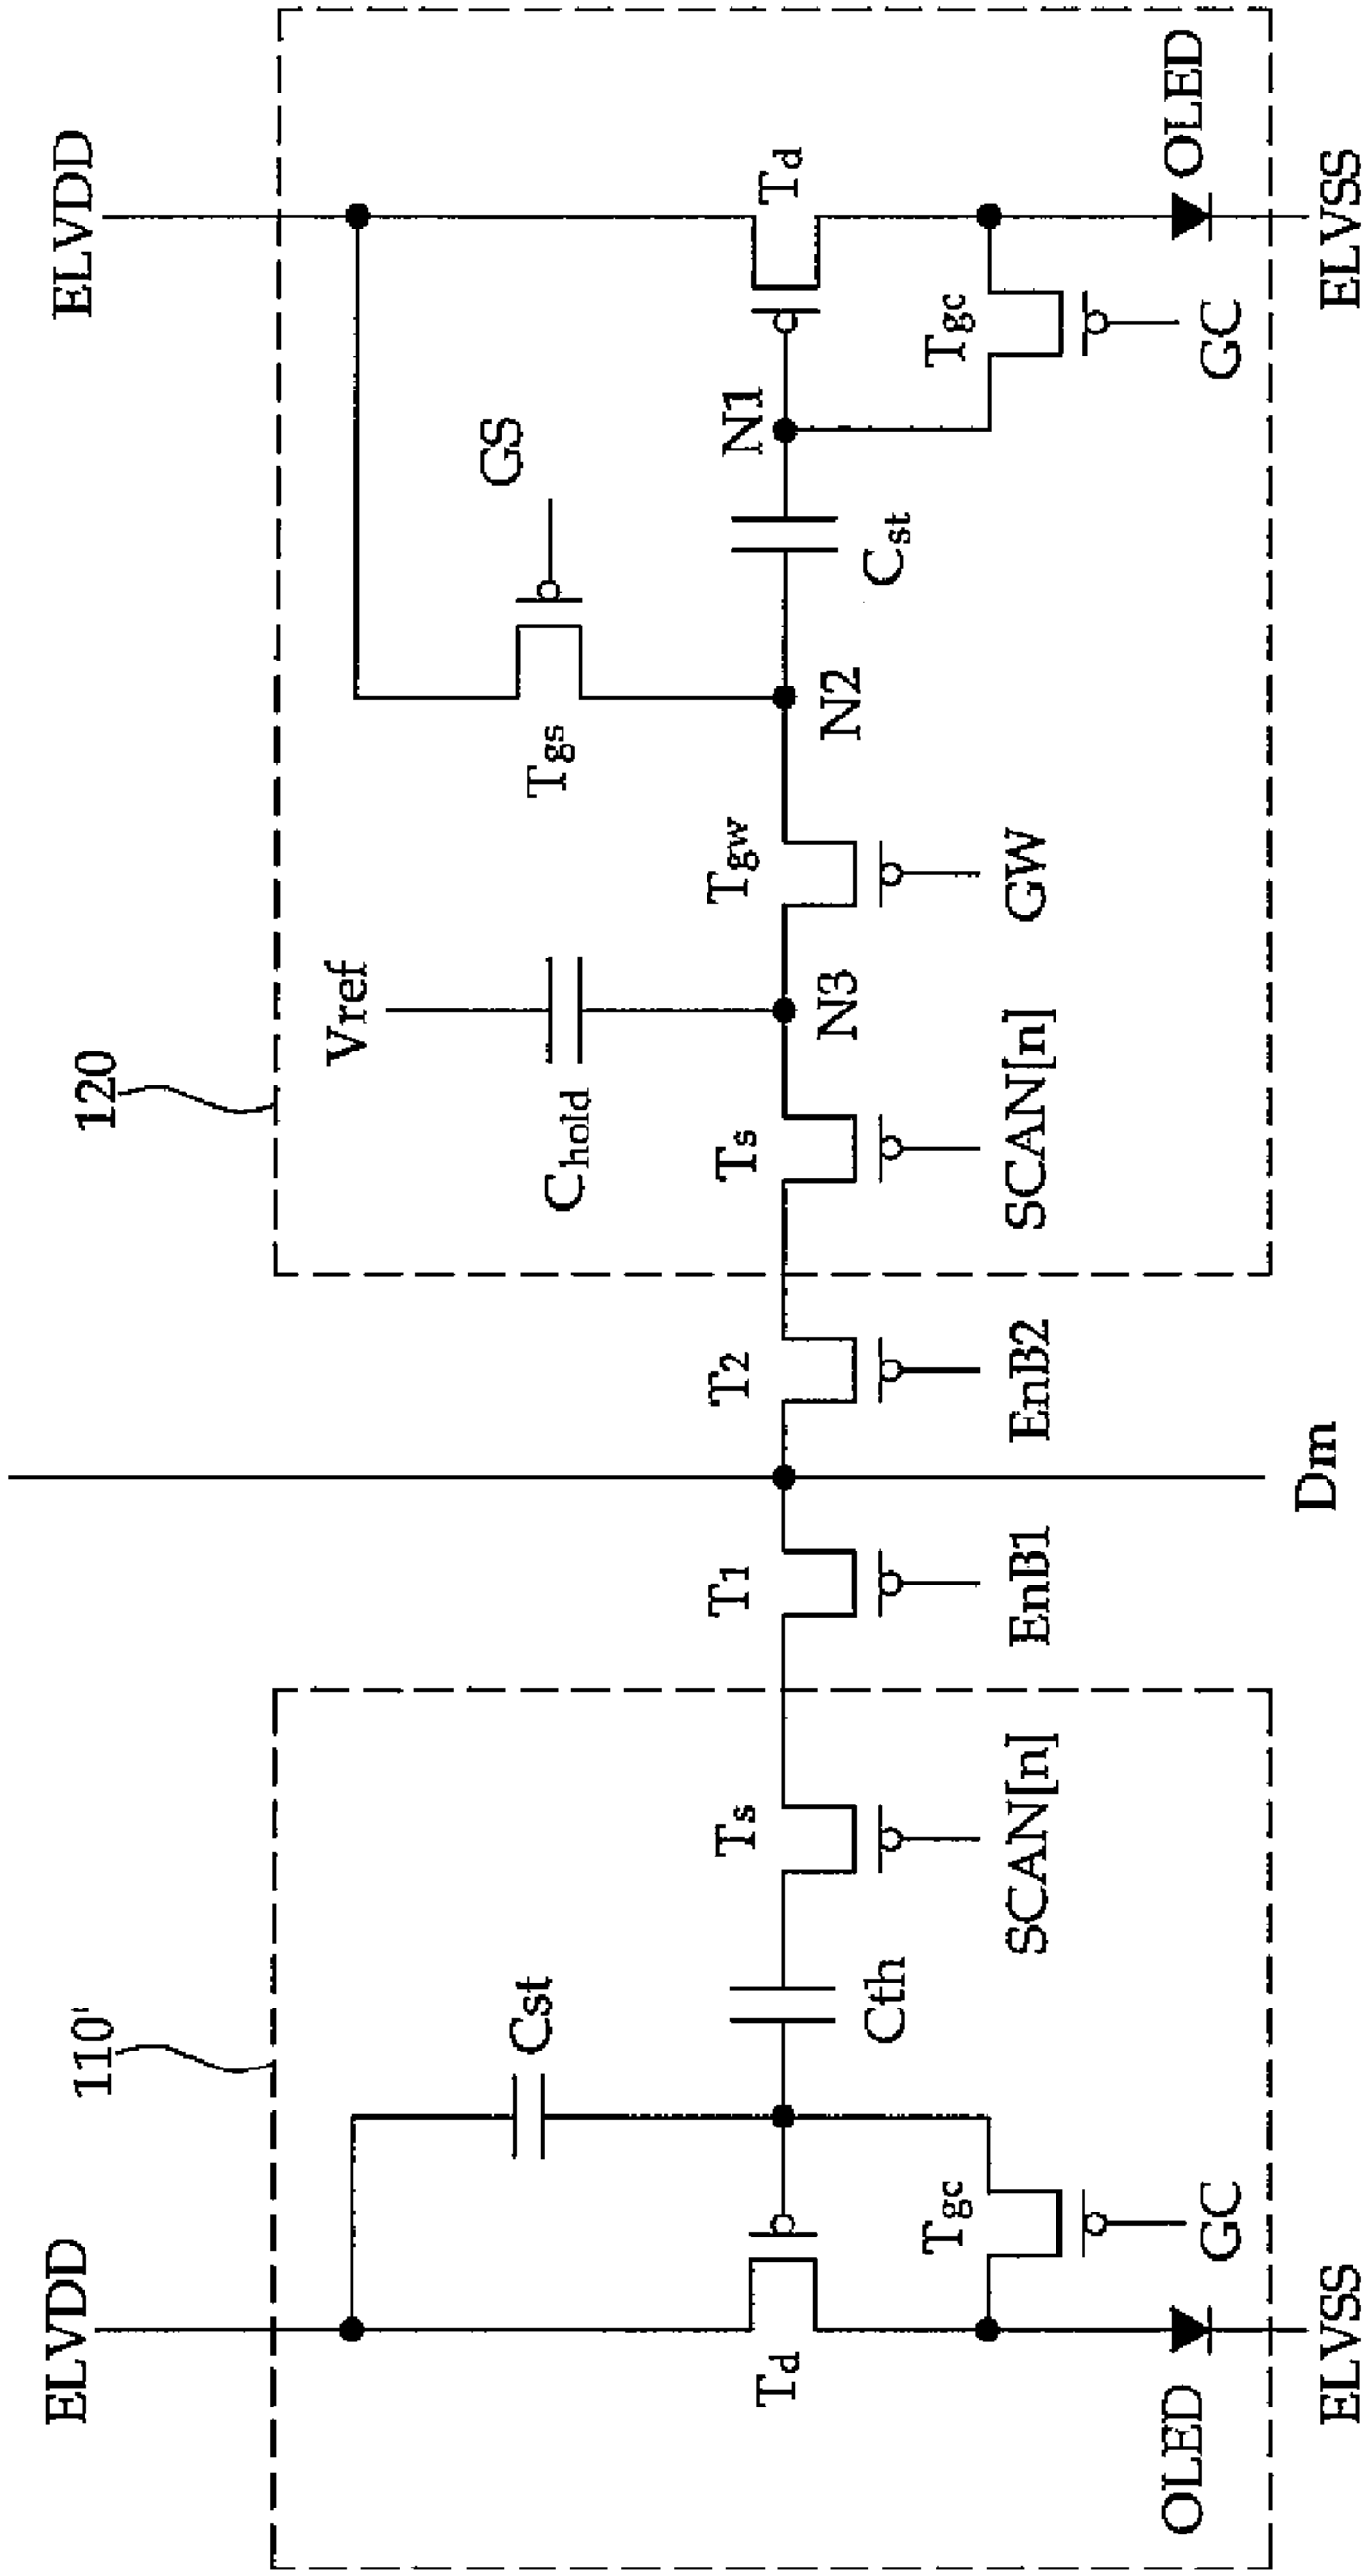 110'
120
ELVDD
ELVDD
Vref
Cst
Chold
Tgs
GS
Td
Cth
Ts
T1
T2
Ts
N3
Tgw
N2
Cst
N1
Td
Tgc
SCAN[n]
EnB1
EnB2
SCAN[n]
GW
Tgc
OLED
GC
GC
OLED
ELVSS
Dm
ELVSS